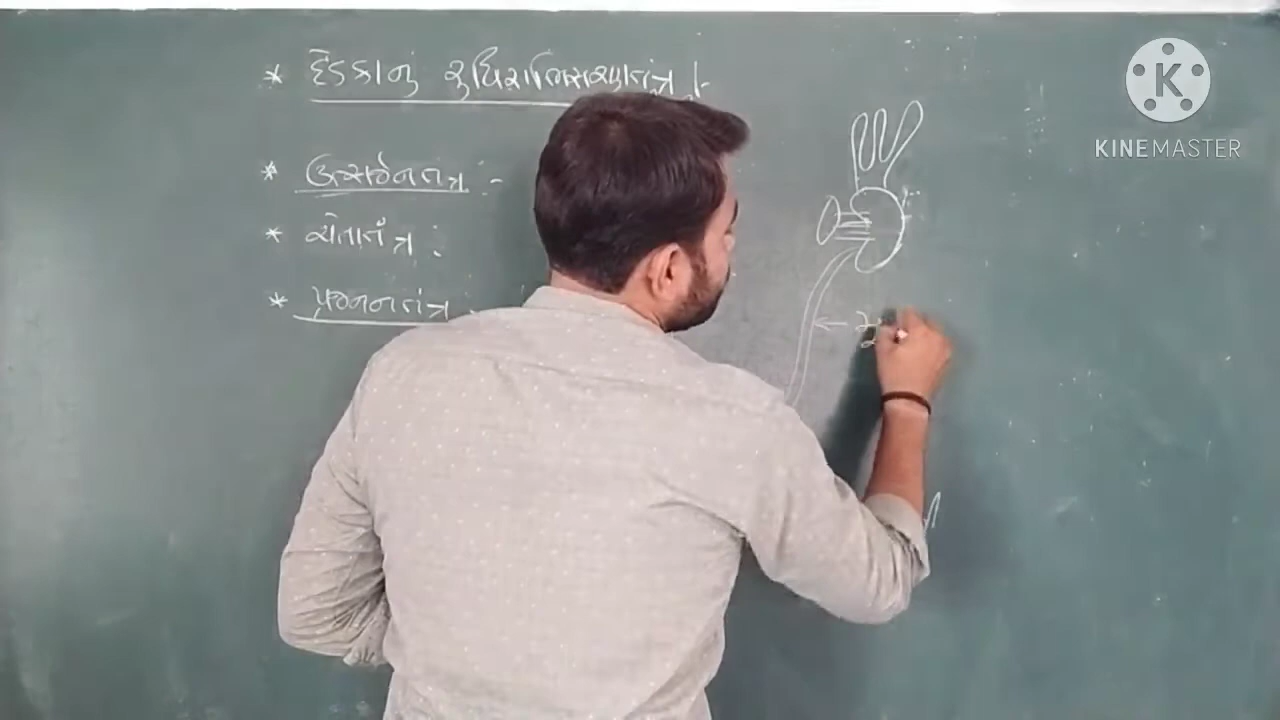 * દેડકાનું રુધિરાભિસરણતંત્ર :-
* ઉત્સર્જનતંત્ર :-
* ચેતાતંત્ર :
* પ્રજનનતંત્ર
KINEMASTER